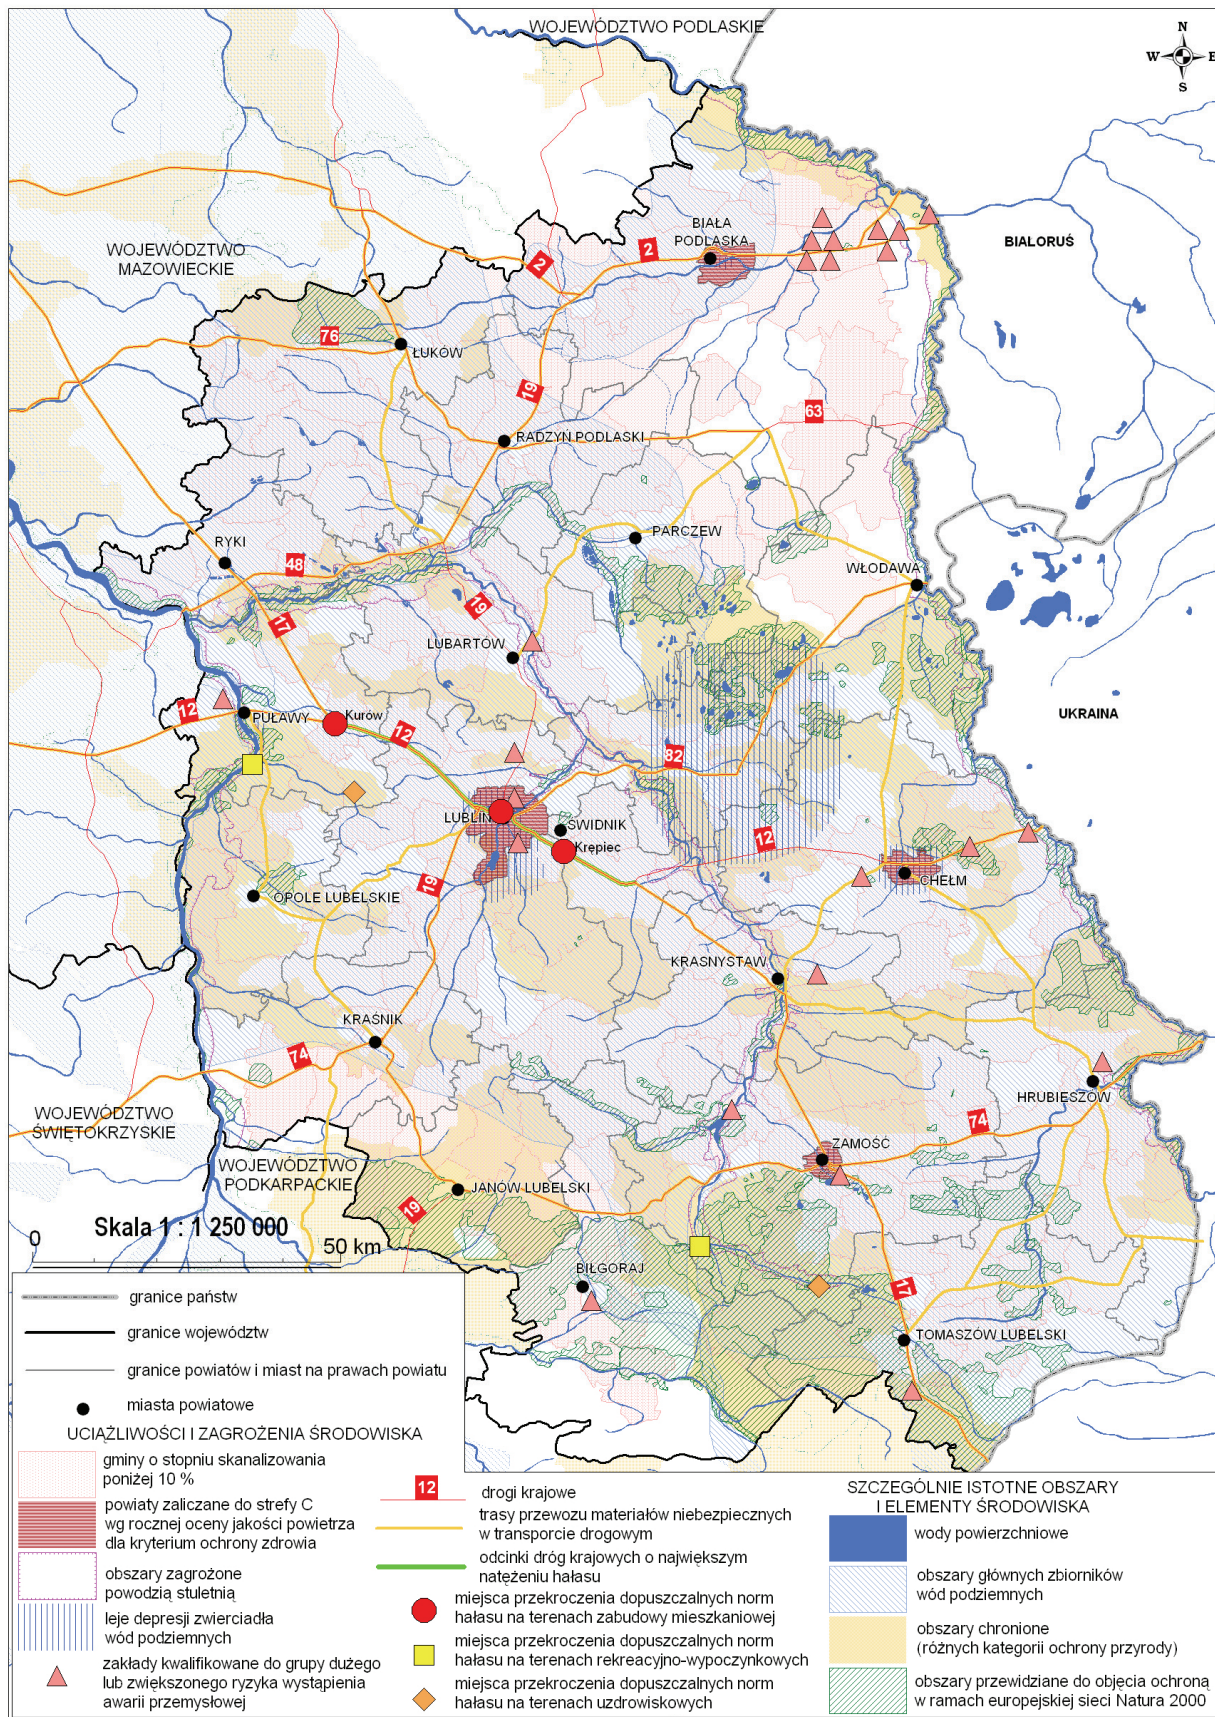 WOJEWÓDZTWO PODLASKIE
N
W E
S
BIAŁA
PODLASKA
BIALORUŚ
WOJEWÓDZTWO
MAZOWIECKIE
2
2
76
ŁUKÓW
19
63
RADZYŃ PODLASKI
PARCZEW
RYKI
48
WŁODAWA
19
17
LUBARTÓW
UKRAINA
12
PUŁAWY
Kurów
12
82
LUBLIN
ŚWIDNIK
12
Krępiec
CHEŁM
19
OPOLE LUBELSKIE
KRASNYSTAW
KRAŚNIK
74
HRUBIESZÓW
WOJEWÓDZTWO
ŚWIĘTOKRZYSKIE
74
ZAMOŚĆ
WOJEWÓDZTWO
PODKARPACKIE
JANÓW LUBELSKI
19
Skala 1 : 1 250 000
0
50 km
BIŁGORAJ
17
TOMASZÓW LUBELSKI
granice państw
granice województw
granice powiatów i miast na prawach powiatu
miasta powiatowe
UCIĄŻLIWOŚCI I ZAGROŻENIA ŚRODOWISKA
gminy o stopniu skanalizowania
poniżej 10 %
powiaty zaliczane do strefy C
wg rocznej oceny jakości powietrza
dla kryterium ochrony zdrowia
obszary zagrożone
powodzią stuletnią
leje depresji zwierciadła
wód podziemnych
zakłady kwalifikowane do grupy dużego
lub zwiększonego ryzyka wystąpienia
awarii przemysłowej
12
drogi krajowe
trasy przewozu materiałów niebezpiecznych
w transporcie drogowym
odcinki dróg krajowych o największym
natężeniu hałasu
miejsca przekroczenia dopuszczalnych norm
hałasu na terenach zabudowy mieszkaniowej
miejsca przekroczenia dopuszczalnych norm
hałasu na terenach rekreacyjno-wypoczynkowych
miejsca przekroczenia dopuszczalnych norm
hałasu na terenach uzdrowiskowych
SZCZEGÓLNIE ISTOTNE OBSZARY
I ELEMENTY ŚRODOWISKA
wody powierzchniowe
obszary głównych zbiorników
wód podziemnych
obszary chronione
(różnych kategorii ochrony przyrody)
obszary przewidziane do objęcia ochroną
w ramach europejskiej sieci Natura 2000